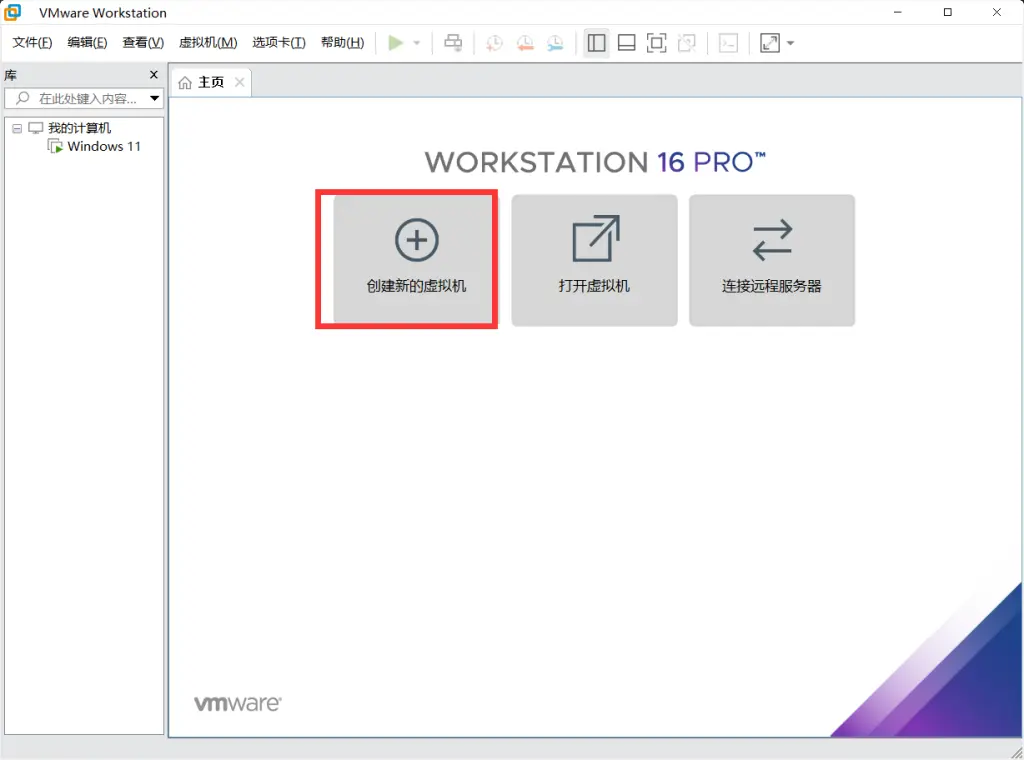 VMware Workstation
文件(F) 编辑(E) 查看(V) 虚拟机(M) 选项卡(T) 帮助(H)
库
在此处键入内容...
我的计算机
Windows 11
主页
WORKSTATION 16 PRO™
创建新的虚拟机
打开虚拟机
连接远程服务器
vmware®